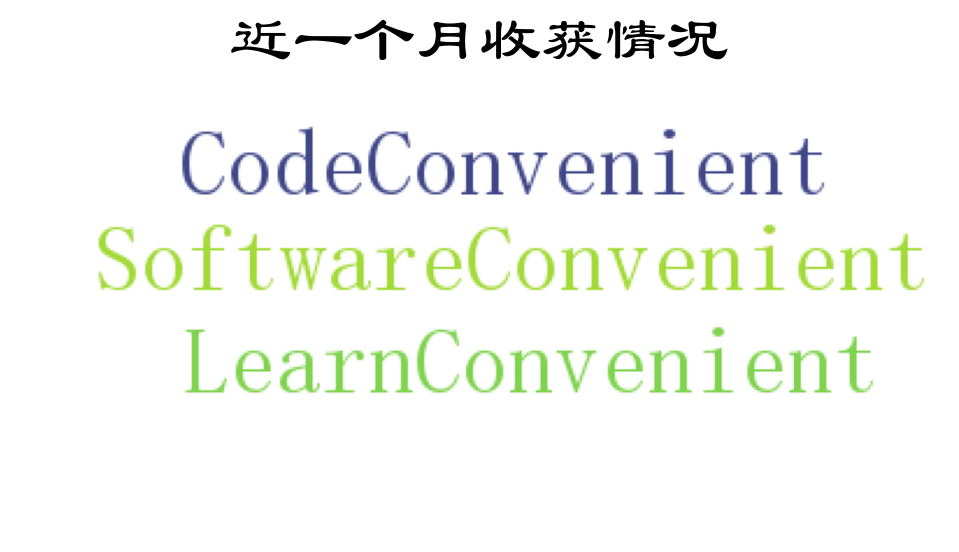 近一个月收获情况
CodeConvenient
SoftwareConvenient
LearnConvenient